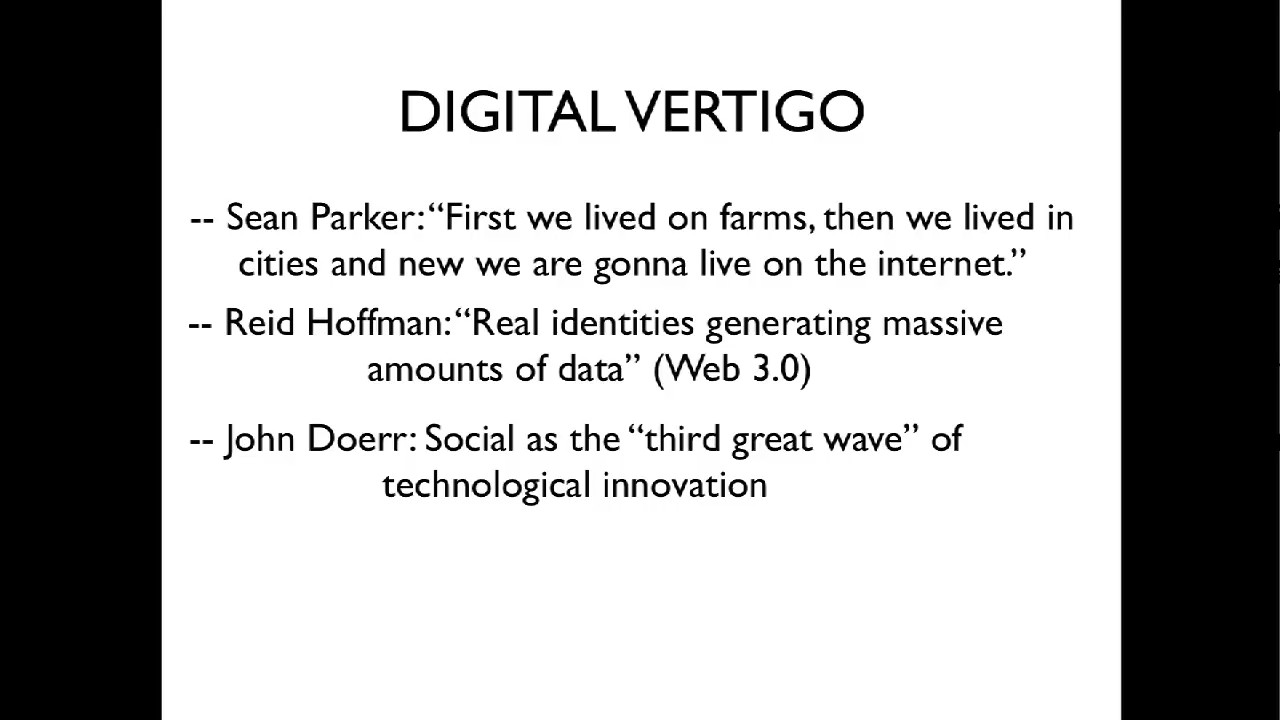 DIGITAL VERTIGO
-- Sean Parker: “First we lived on farms, then we lived in
cities and new we are gonna live on the internet.”
-- Reid Hoffman: “Real identities generating massive
amounts of data” (Web 3.0)
-- John Doerr: Social as the “third great wave” of
technological innovation